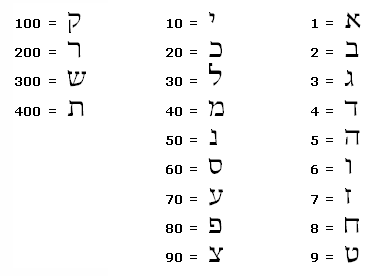 100 = ק 10 = י 1 = א
200 = ר 20 = כ 2 = ב
300 = ש 30 = ל 3 = ג
400 = ת 40 = מ 4 = ד
50 = נ 5 = ה
60 = ס 6 = ו
70 = ע 7 = ז
80 = פ 8 = ח
90 = צ 9 = ט